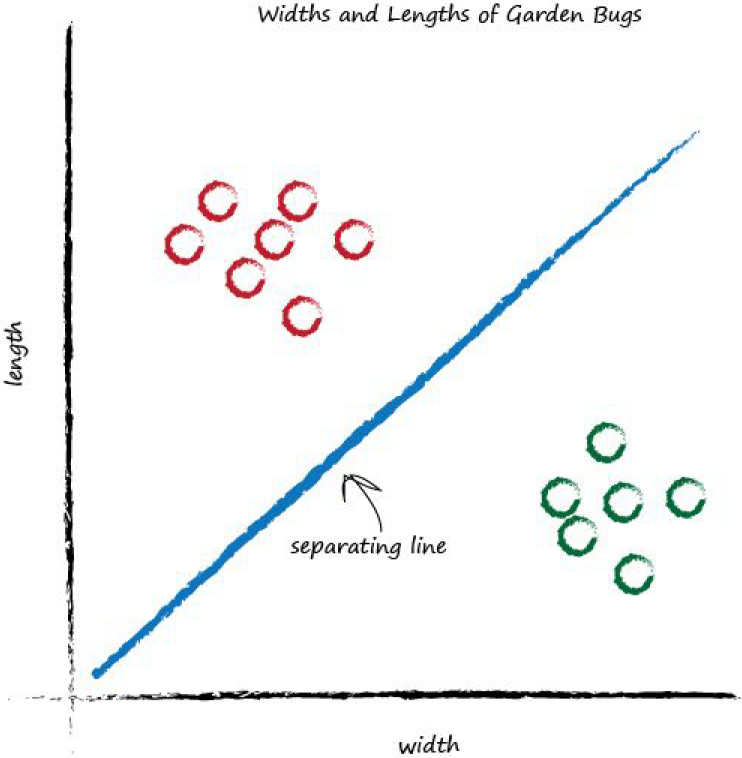 Widths and Lengths of Garden Bugs
length
separating line
width